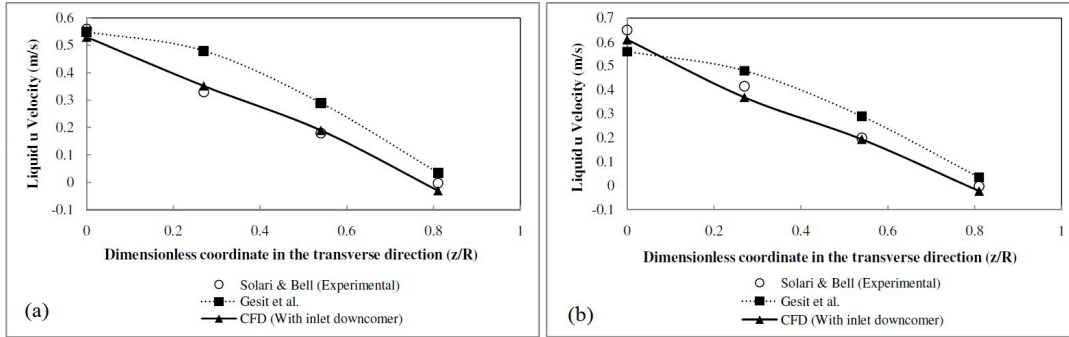 0.6
0.5
0.4
0.3
0.2
0.1
0
-0.1
Liquid u Velocity (m/s)
0 0.2 0.4 0.6 0.8 1
Dimensionless coordinate in the transverse direction (z/R)
Solari & Bell (Experimental)
Gesit et al.
CFD (With inlet downcomer)
(a)
0.7
0.6
0.5
0.4
0.3
0.2
0.1
0
-0.1
Liquid u Velocity (m/s)
0 0.2 0.4 0.6 0.8 1
Dimensionless coordinate in the transverse direction (z/R)
Solari & Bell (Experimental)
Gesit et al.
CFD (With inlet downcomer)
(b)